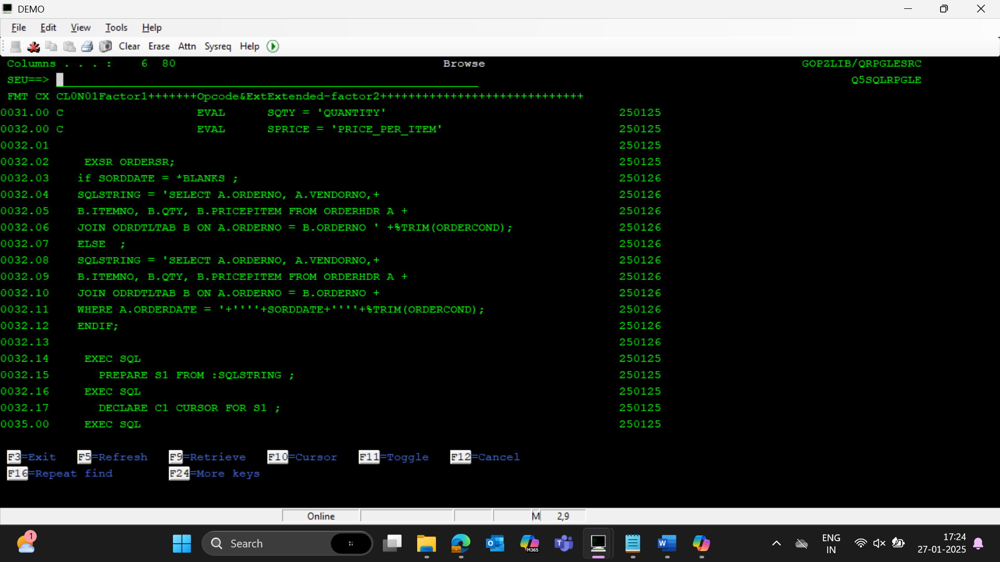 DEMO
File Edit View Tools Help
Clear Erase Attn Sysreq Help
Columns . . . : 6 80 Browse GOPZLIB/QRPGLESRC
SEU==> Q5SQLRPGLE
FMT CX CL0N01Factor1+++++++Opcode&ExtExtended-factor2+++++++++++++++++++++++++++++
0031.00 C EVAL SQTY = 'QUANTITY' 250125
0032.00 C EVAL SPRICE = 'PRICE_PER_ITEM' 250125
0032.01 250125
0032.02 EXSR ORDERSR; 250125
0032.03 if SORDDATE = *BLANKS ; 250126
0032.04 SQLSTRING = 'SELECT A.ORDERNO, A.VENDORNO,+ 250126
0032.05 B.ITEMNO, B.QTY, B.PRICEPITEM FROM ORDERHDR A + 250126
0032.06 JOIN ODRDTLTAB B ON A.ORDERNO = B.ORDERNO ' +%TRIM(ORDERCOND); 250126
0032.07 ELSE ; 250126
0032.08 SQLSTRING = 'SELECT A.ORDERNO, A.VENDORNO,+ 250126
0032.09 B.ITEMNO, B.QTY, B.PRICEPITEM FROM ORDERHDR A + 250126
0032.10 JOIN ODRDTLTAB B ON A.ORDERNO = B.ORDERNO + 250126
0032.11 WHERE A.ORDERDATE = '+''''+SORDDATE+''''+%TRIM(ORDERCOND); 250126
0032.12 ENDIF; 250126
0032.13 250126
0032.14 EXEC SQL 250125
0032.15 PREPARE S1 FROM :SQLSTRING ; 250125
0032.16 EXEC SQL 250125
0032.17 DECLARE C1 CURSOR FOR S1 ; 250125
0035.00 EXEC SQL 250125
F3=Exit F5=Refresh F9=Retrieve F10=Cursor F11=Toggle F12=Cancel
F16=Repeat find F24=More keys
Online M 2,9
1 Search M365 ENG 17:24
IN 27-01-2025